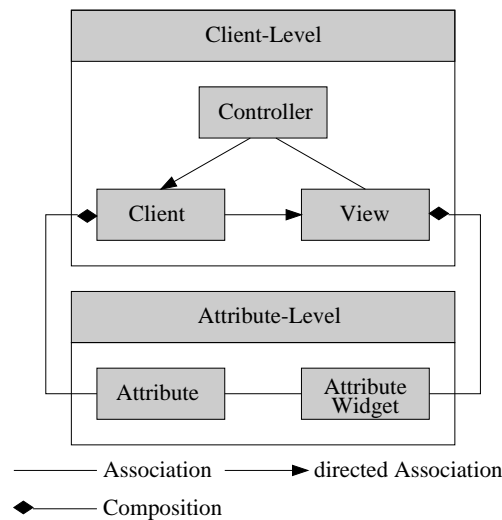 Client-Level
Controller
Client
View
Attribute-Level
Attribute
Attribute
Widget
Association
directed Association
Composition